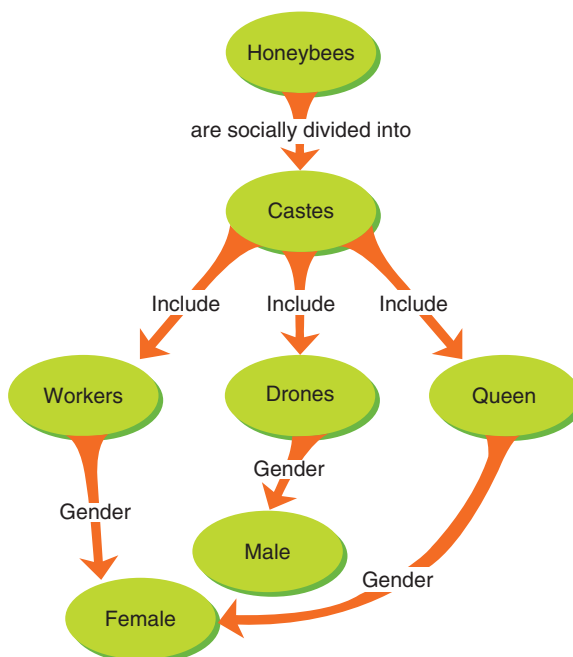 Honeybees
are socially divided into
Castes
Include
Include
Include
Workers
Drones
Queen
Gender
Gender
Male
Gender
Female